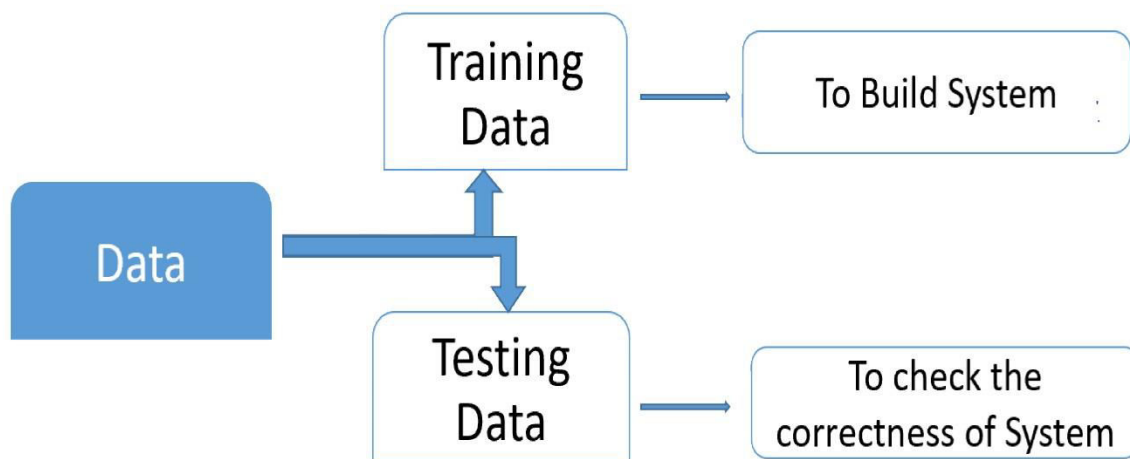 Training
Data
To Build System
Data
Testing
Data
To check the
correctness of System